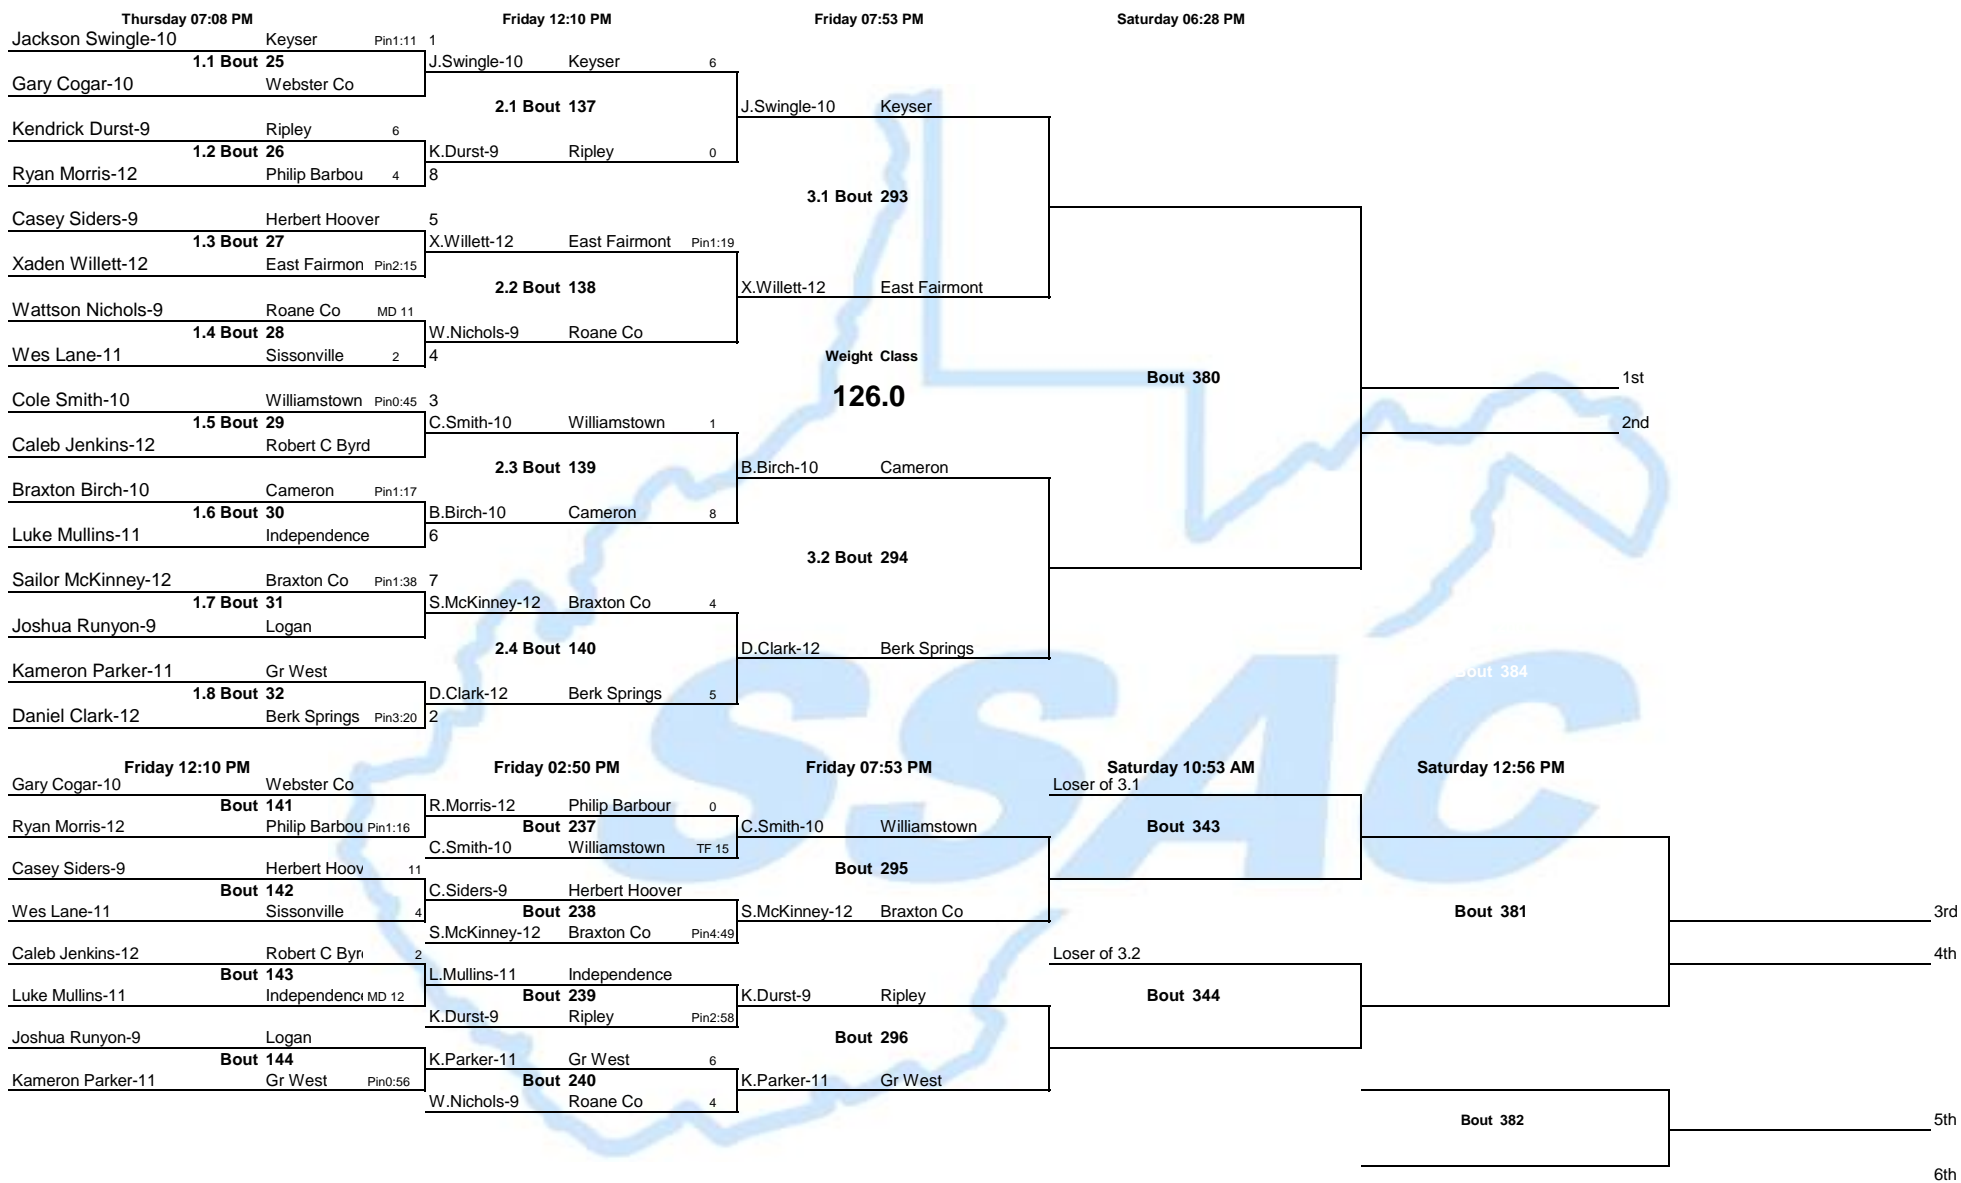 Thursday 07:08 PM Friday 12:10 PM Friday 07:53 PM Saturday 06:28 PM
Jackson Swingle-10 Keyser Pin1:11 1
1.1 Bout 25 J.Swingle-10 Keyser 6
Gary Cogar-10 Webster Co
2.1 Bout 137 J.Swingle-10 Keyser
Kendrick Durst-9 Ripley 6
1.2 Bout 26 K.Durst-9 Ripley 0
Ryan Morris-12 Philip Barbou 4 8
3.1 Bout 293
Casey Siders-9 Herbert Hoover 5
1.3 Bout 27 X.Willett-12 East Fairmont Pin1:19
Xaden Willett-12 East Fairmon Pin2:15
2.2 Bout 138 X.Willett-12 East Fairmont
Wattson Nichols-9 Roane Co MD 11
1.4 Bout 28 W.Nichols-9 Roane Co
Wes Lane-11 Sissonville 2 4 Weight Class
Bout 380 1st
Cole Smith-10 Williamstown Pin0:45 3 126.0
1.5 Bout 29 C.Smith-10 Williamstown 1 2nd
Caleb Jenkins-12 Robert C Byrd
2.3 Bout 139 B.Birch-10 Cameron
Braxton Birch-10 Cameron Pin1:17
1.6 Bout 30 B.Birch-10 Cameron 8
Luke Mullins-11 Independence 6
3.2 Bout 294
Sailor McKinney-12 Braxton Co Pin1:38 7
1.7 Bout 31 S.McKinney-12 Braxton Co 4
Joshua Runyon-9 Logan
2.4 Bout 140 D.Clark-12 Berk Springs
Kameron Parker-11 Gr West Bout 384
1.8 Bout 32 D.Clark-12 Berk Springs 5
Daniel Clark-12 Berk Springs Pin3:20 2
SSAC
Friday 12:10 PM Friday 02:50 PM Friday 07:53 PM Saturday 10:53 AM Saturday 12:56 PM
Gary Cogar-10 Webster Co Loser of 3.1
Bout 141 R.Morris-12 Philip Barbour 0
Ryan Morris-12 Philip Barbou Pin1:16 Bout 237 C.Smith-10 Williamstown Bout 343
C.Smith-10 Williamstown TF 15
Casey Siders-9 Herbert Hoov 11 Bout 295
Bout 142 C.Siders-9 Herbert Hoover
Wes Lane-11 Sissonville 4 Bout 238 S.McKinney-12 Braxton Co Bout 381 3rd
S.McKinney-12 Braxton Co Pin4:49
Caleb Jenkins-12 Robert C Byr 2 Loser of 3.2 4th
Bout 143 L.Mullins-11 Independence
Luke Mullins-11 Independenc MD 12 Bout 239 K.Durst-9 Ripley Bout 344
K.Durst-9 Ripley Pin2:58
Joshua Runyon-9 Logan Bout 296
Bout 144 K.Parker-11 Gr West 6
Kameron Parker-11 Gr West Pin0:56 Bout 240 K.Parker-11 Gr West
W.Nichols-9 Roane Co 4
Bout 382 5th
6th